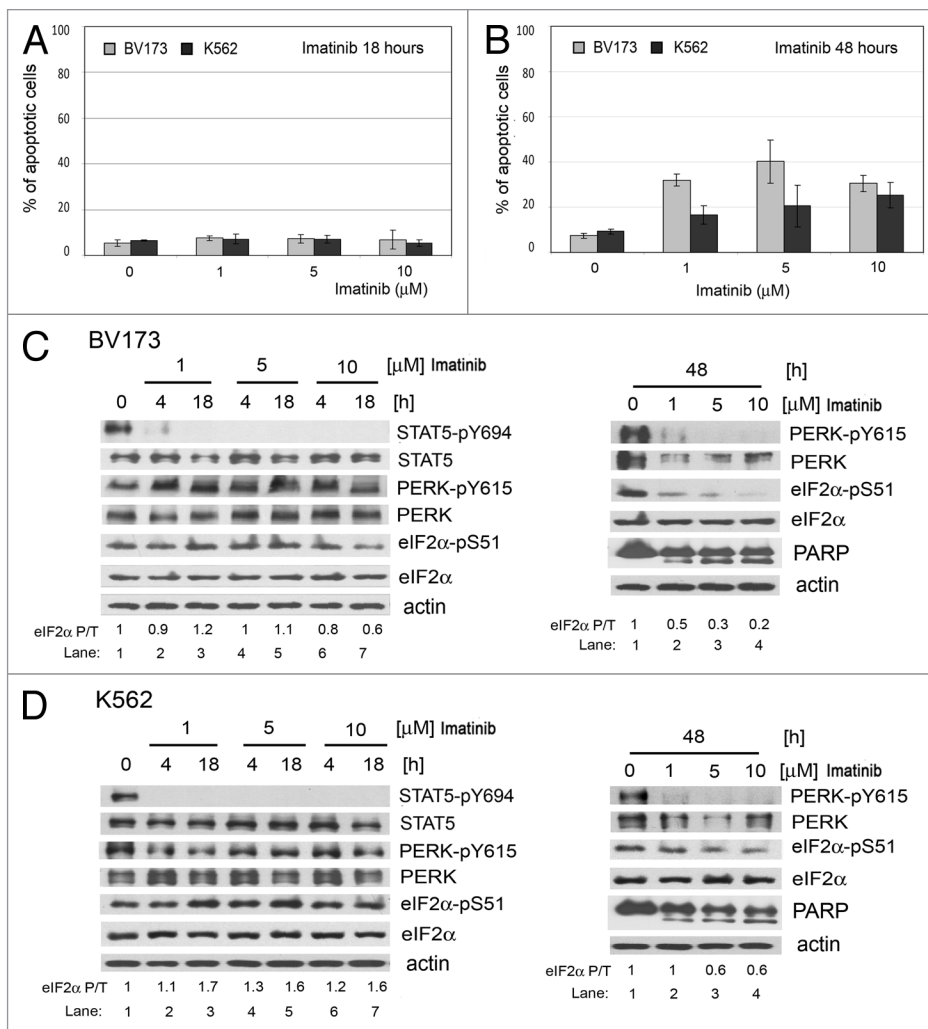 A
% of apoptotic cells
100
80
60
40
20
0
BV173 K562 Imatinib 18 hours
0 1 5 10
Imatinib (μM)
B
% of apoptotic cells
100
80
60
40
20
0
BV173 K562 Imatinib 48 hours
0 1 5 10
Imatinib (μM)
C BV173
1 5 10 [μM] Imatinib
0 4 18 4 18 4 18 [h]
STAT5-pY694
STAT5
PERK-pY615
PERK
eIF2α-pS51
eIF2α
actin
eIF2α P/T 1 0.9 1.2 1 1.1 0.8 0.6
Lane: 1 2 3 4 5 6 7
48 [h]
0 1 5 10 [μM] Imatinib
PERK-pY615
PERK
eIF2α-pS51
eIF2α
PARP
actin
eIF2α P/T 1 0.5 0.3 0.2
Lane: 1 2 3 4
D K562
1 5 10 [μM] Imatinib
0 4 18 4 18 4 18 [h]
STAT5-pY694
STAT5
PERK-pY615
PERK
eIF2α-pS51
eIF2α
actin
eIF2α P/T 1 1.1 1.7 1.3 1.6 1.2 1.6
Lane: 1 2 3 4 5 6 7
48 [h]
0 1 5 10 [μM] Imatinib
PERK-pY615
PERK
eIF2α-pS51
eIF2α
PARP
actin
eIF2α P/T 1 1 0.6 0.6
Lane: 1 2 3 4